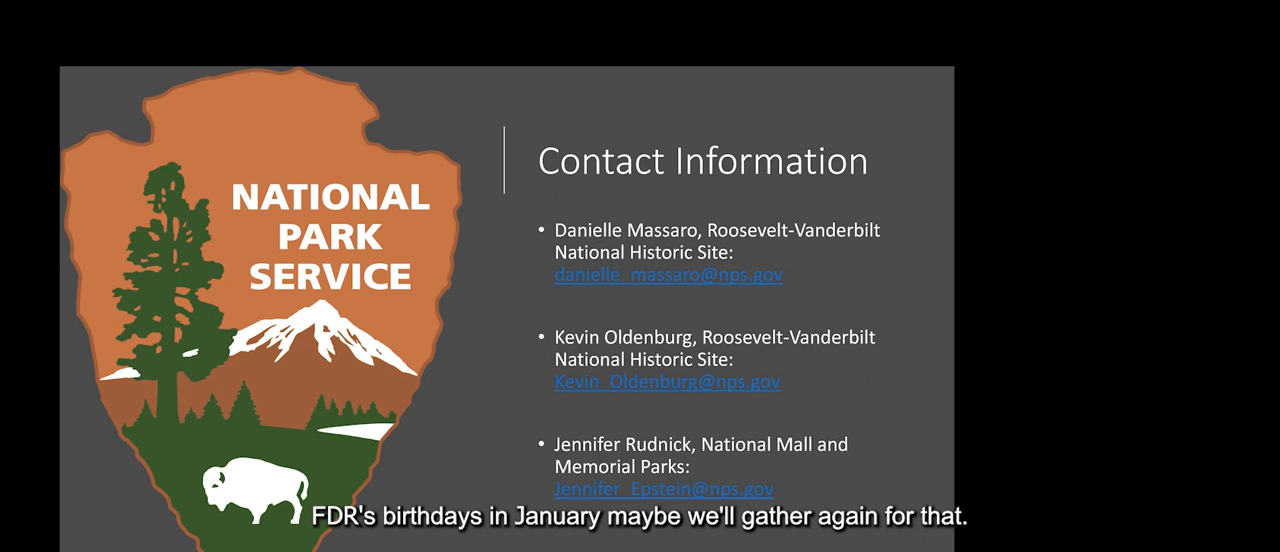 NATIONAL
PARK
SERVICE
Contact Information
• Danielle Massaro, Roosevelt-Vanderbilt
National Historic Site:
danielle_massaro@nps.gov
• Kevin Oldenburg, Roosevelt-Vanderbilt
National Historic Site:
Kevin_Oldenburg@nps.gov
• Jennifer Rudnick, National Mall and
Memorial Parks:
Jennifer_Epstein@nps.gov
FDR's birthdays in January maybe we'll gather again for that.